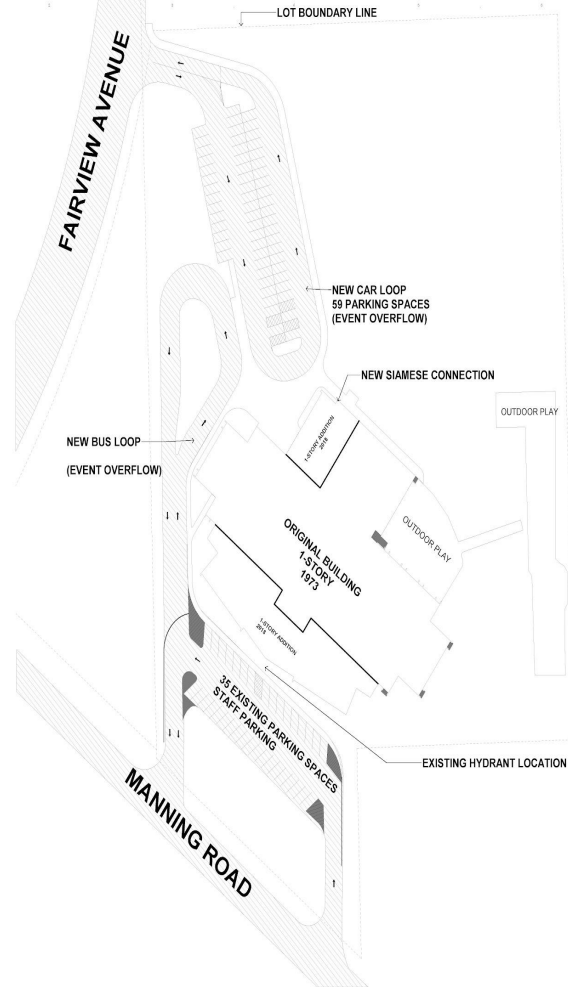 LOT BOUNDARY LINE
FAIRVIEW AVENUE
NEW CAR LOOP
59 PARKING SPACES
(EVENT OVERFLOW)
NEW SIAMESE CONNECTION
OUTDOOR PLAY
1-STORY ADDITION
2018
NEW BUS LOOP
(EVENT OVERFLOW)
OUTDOOR PLAY
ORIGINAL BUILDING
1-STORY
1973
1-STORY ADDITION
2018
35 EXISTING PARKING SPACES
STAFF PARKING
EXISTING HYDRANT LOCATION
MANNING ROAD